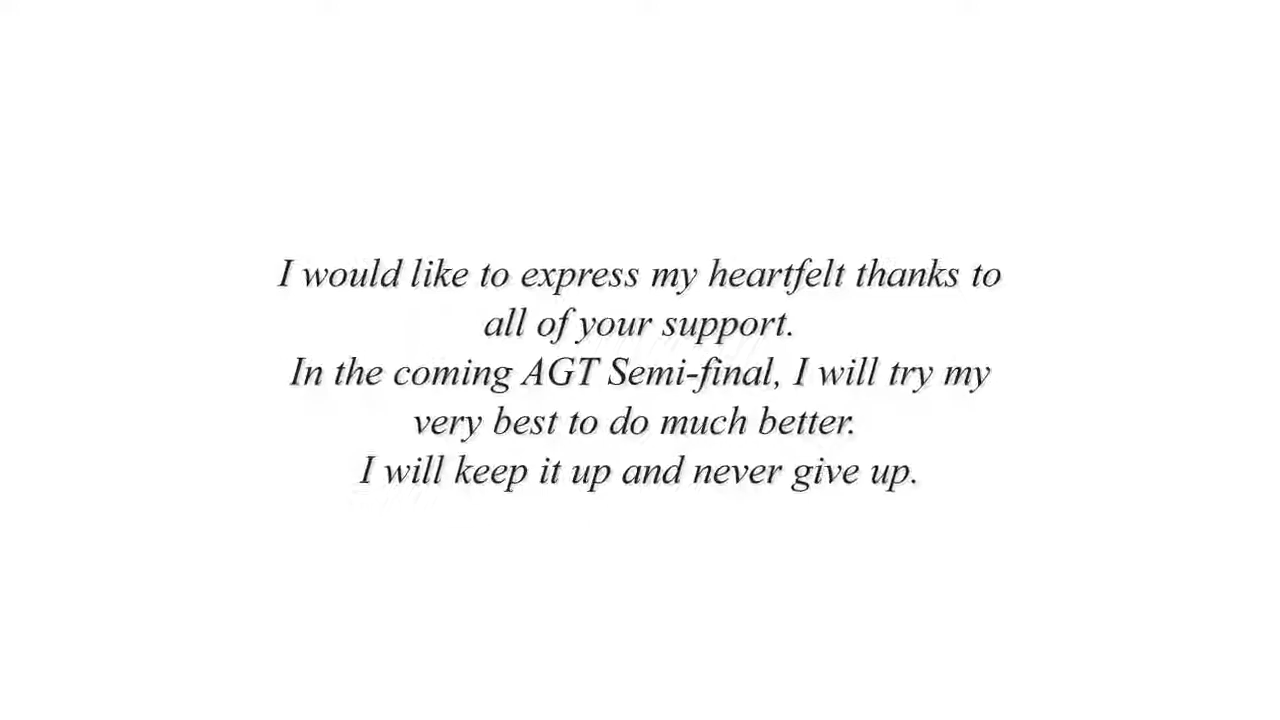 I would like to express my heartfelt thanks to
all of your support.
In the coming AGT Semi-final, I will try my
very best to do much better.
I will keep it up and never give up.